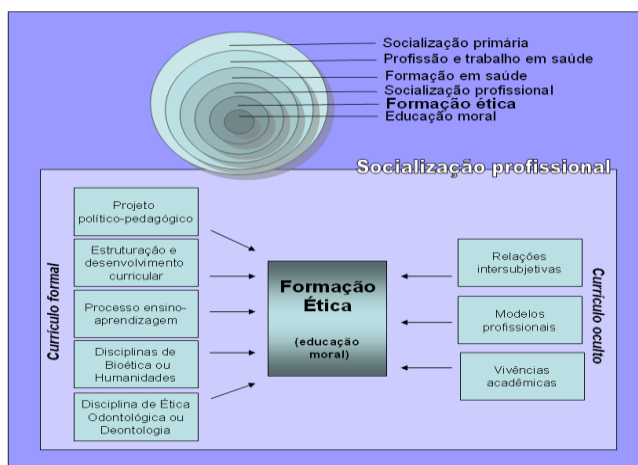 Socialização primária
Profissão e trabalho em saúde
Formação em saúde
Socialização profissional
Formação ética
Educação moral
Socialização profissional
Currículo formal
Projeto
político-pedagógico
Estruturação e
desenvolvimento
curricular
Processo ensino-
aprendizagem
Disciplinas de
Bioética ou
Humanidades
Disciplina de Ética
Odontológica ou
Deontologia
Formação
Ética
(educação
moral)
Relações
intersubjetivas
Modelos
profissionais
Vivências
acadêmicas
Currículo oculto